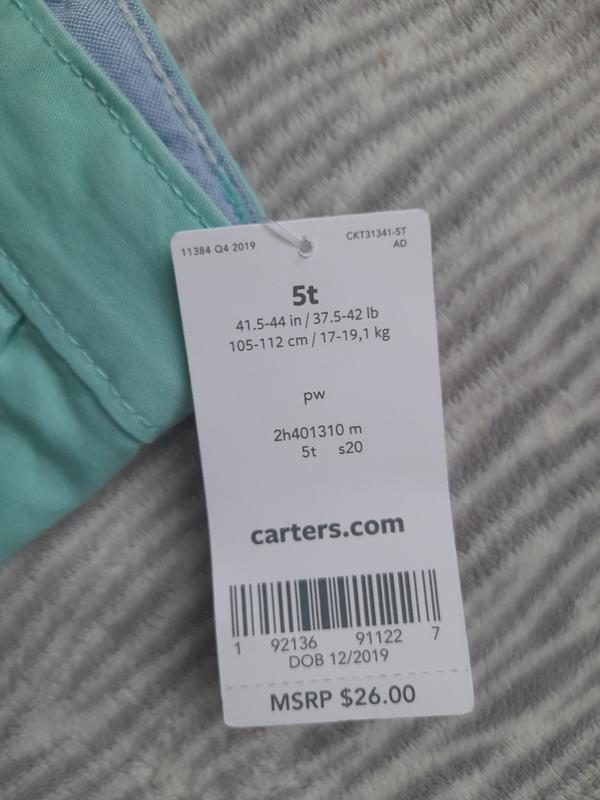 11384 Q4 2019
CKT31341-5T
AD
5t
41.5-44 in / 37.5-42 lb
105-112 cm / 17-19,1 kg
pw
2h401310 m
5t s20
carters.com
1 92136 91122 7
DOB 12/2019
MSRP $26.00